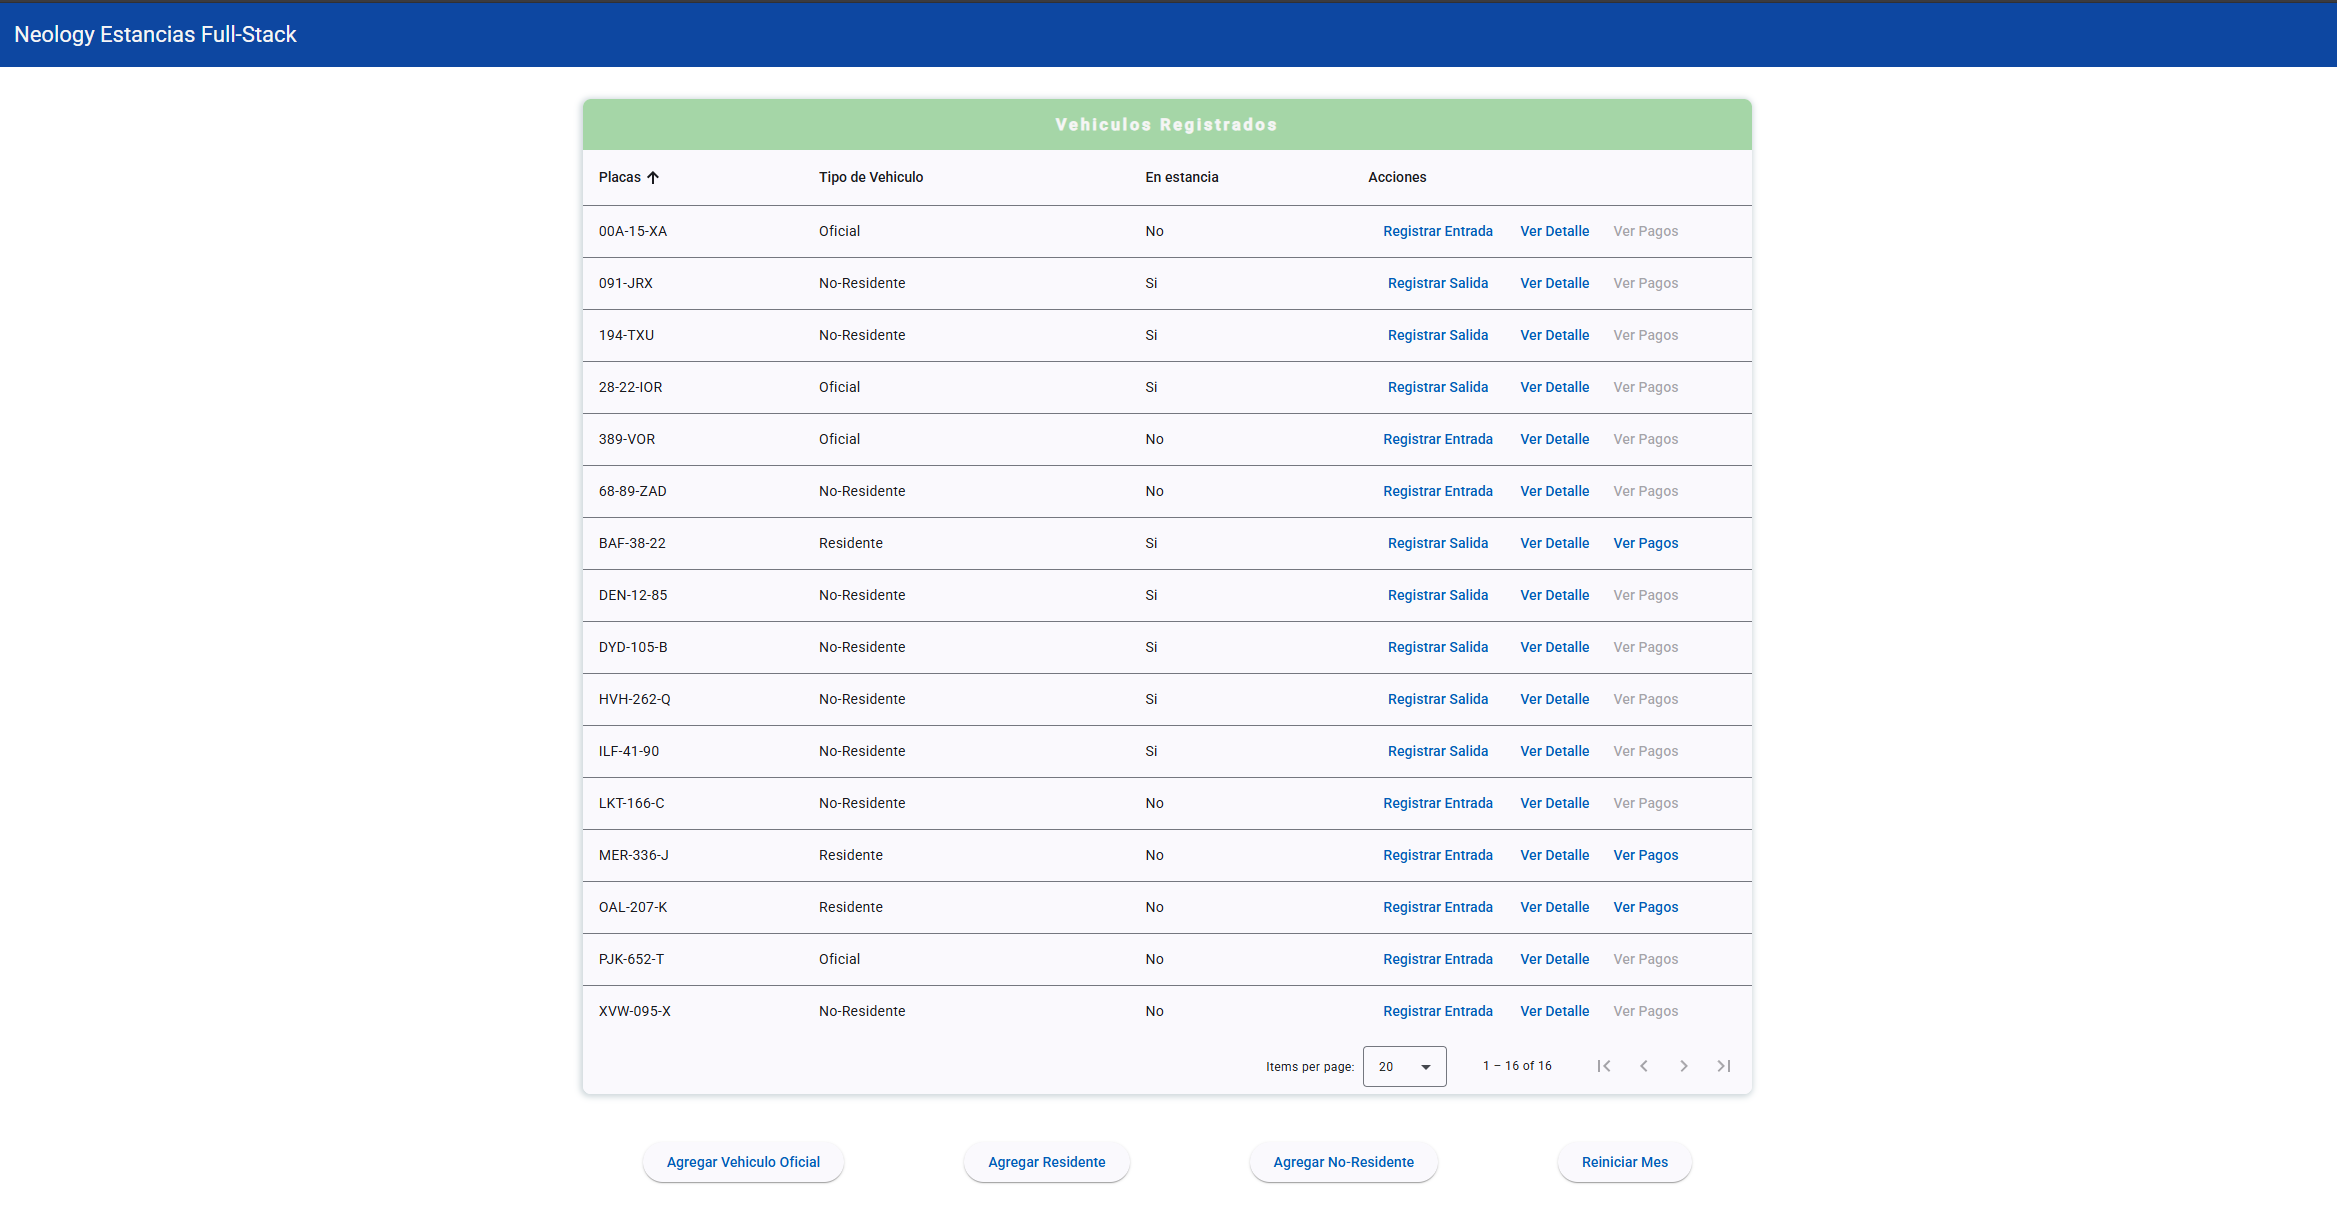 Neology Estancias Full-Stack
Vehiculos Registrados
Placas Tipo de Vehiculo En estancia Acciones
00A-15-XA Oficial No Registrar Entrada Ver Detalle Ver Pagos
091-JRX No-Residente Si Registrar Salida Ver Detalle Ver Pagos
194-TXU No-Residente Si Registrar Salida Ver Detalle Ver Pagos
28-22-IOR Oficial Si Registrar Salida Ver Detalle Ver Pagos
389-VOR Oficial No Registrar Entrada Ver Detalle Ver Pagos
68-89-ZAD No-Residente No Registrar Entrada Ver Detalle Ver Pagos
BAF-38-22 Residente Si Registrar Salida Ver Detalle Ver Pagos
DEN-12-85 No-Residente Si Registrar Salida Ver Detalle Ver Pagos
DYD-105-B No-Residente Si Registrar Salida Ver Detalle Ver Pagos
HVH-262-Q No-Residente Si Registrar Salida Ver Detalle Ver Pagos
ILF-41-90 No-Residente Si Registrar Salida Ver Detalle Ver Pagos
LKT-166-C No-Residente No Registrar Entrada Ver Detalle Ver Pagos
MER-336-J Residente No Registrar Entrada Ver Detalle Ver Pagos
OAL-207-K Residente No Registrar Entrada Ver Detalle Ver Pagos
PJK-652-T Oficial No Registrar Entrada Ver Detalle Ver Pagos
XVW-095-X No-Residente No Registrar Entrada Ver Detalle Ver Pagos
Items per page: 20 1 – 16 of 16
Agregar Vehiculo Oficial Agregar Residente Agregar No-Residente Reiniciar Mes